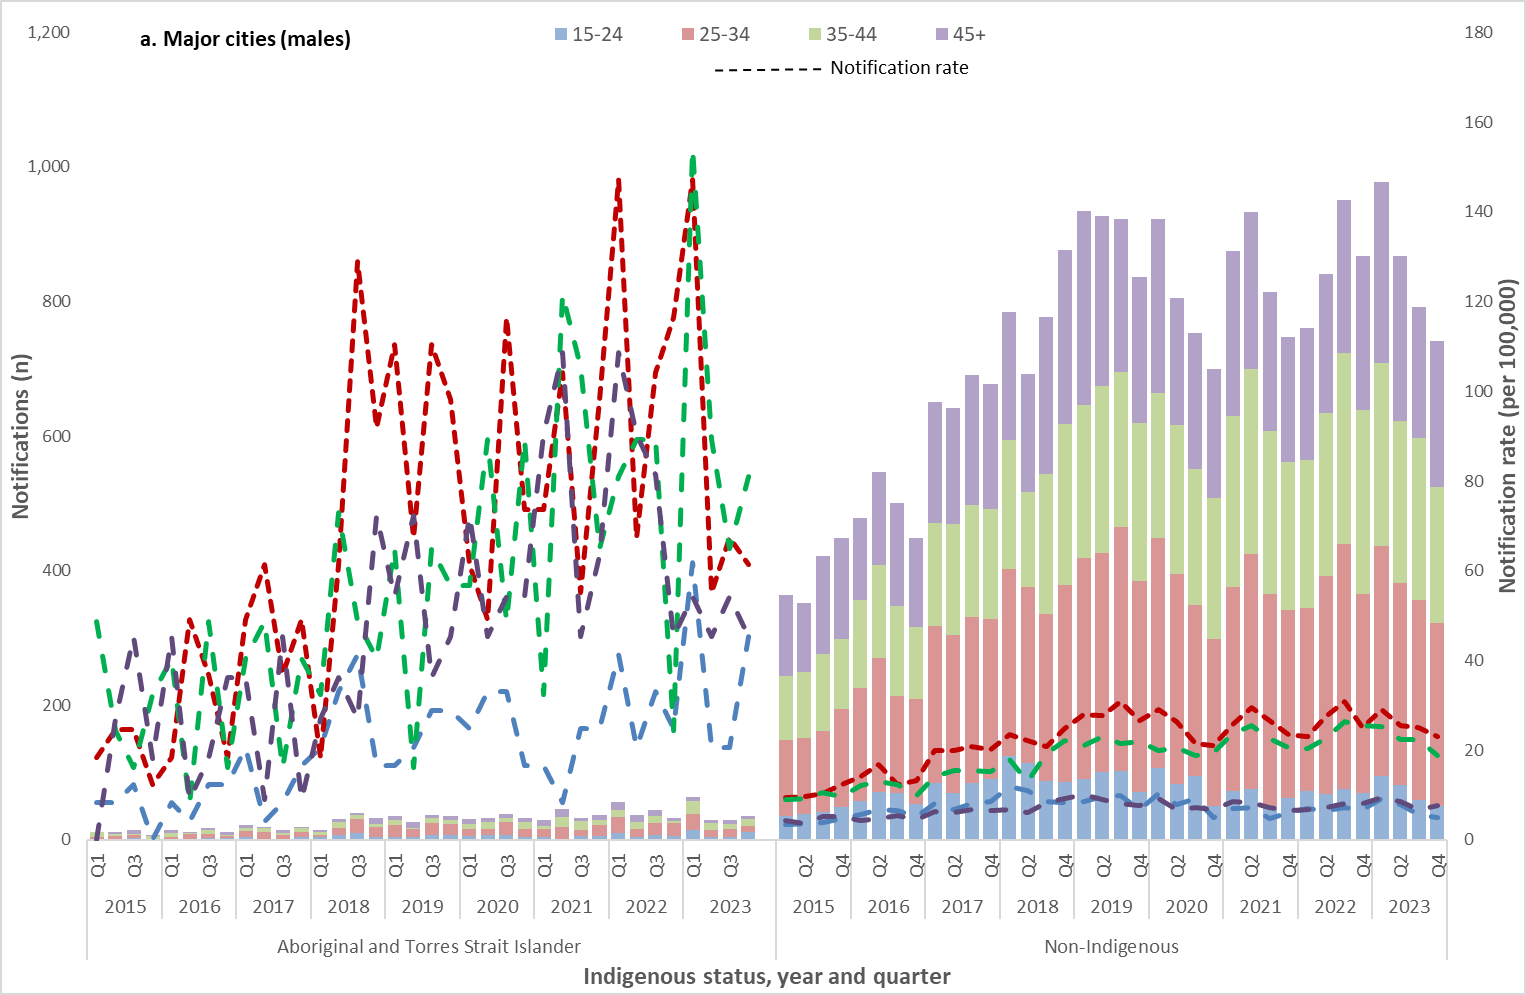 1,200
a. Major cities (males)
15-24 25-34 35-44 45+
Notification rate
180
1,000
800
600
400
200
0
160
140
120
100
80
60
40
20
0
Notifications (n)
Notification rate (per 100,000)
Q1 Q3 Q1 Q3 Q1 Q3 Q1 Q3 Q1 Q3 Q1 Q3 Q1 Q3 Q1 Q3 Q1 Q3 Q2 Q4 Q2 Q4 Q2 Q4 Q2 Q4 Q2 Q4 Q2 Q4 Q2 Q4 Q2 Q4 Q2 Q4
2015 2016 2017 2018 2019 2020 2021 2022 2023 2015 2016 2017 2018 2019 2020 2021 2022 2023
Aboriginal and Torres Strait Islander Non-Indigenous
Indigenous status, year and quarter